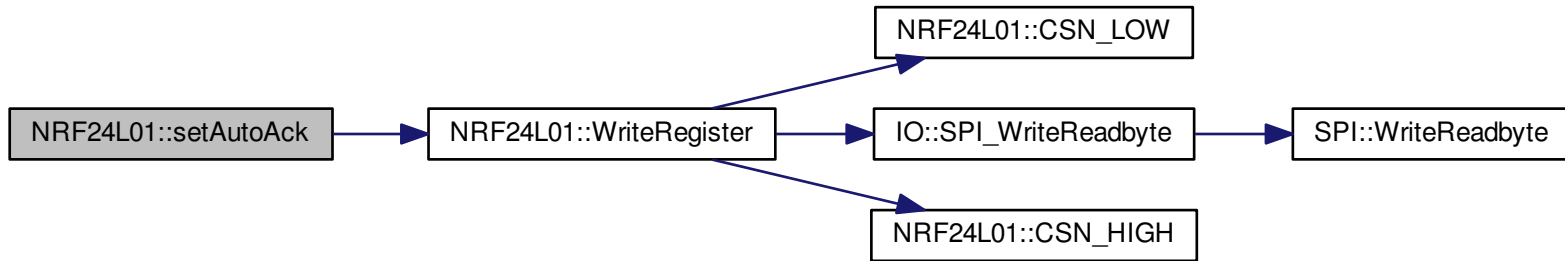 NRF24L01::setAutoAck
NRF24L01::WriteRegister
NRF24L01::CSN_LOW
IO::SPI_WriteReadbyte
SPI::WriteReadbyte
NRF24L01::CSN_HIGH